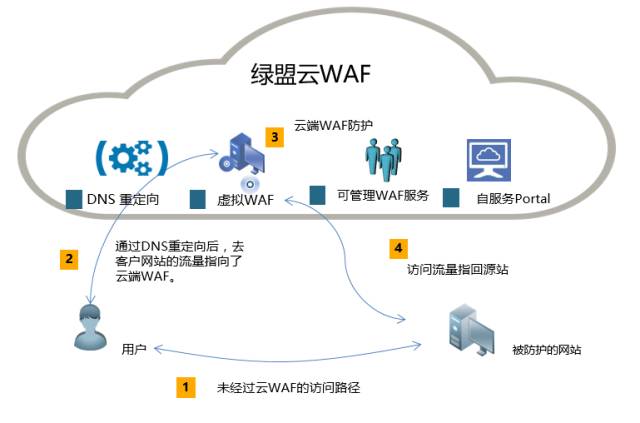 绿盟云WAF
3
云端WAF防护
DNS 重定向
虚拟WAF
可管理WAF服务
自服务Portal
2
通过DNS重定向后，去
客户网站的流量指向了
云端WAF。
4
访问流量指回源站
用户
被防护的网站
1
未经过云WAF的访问路径